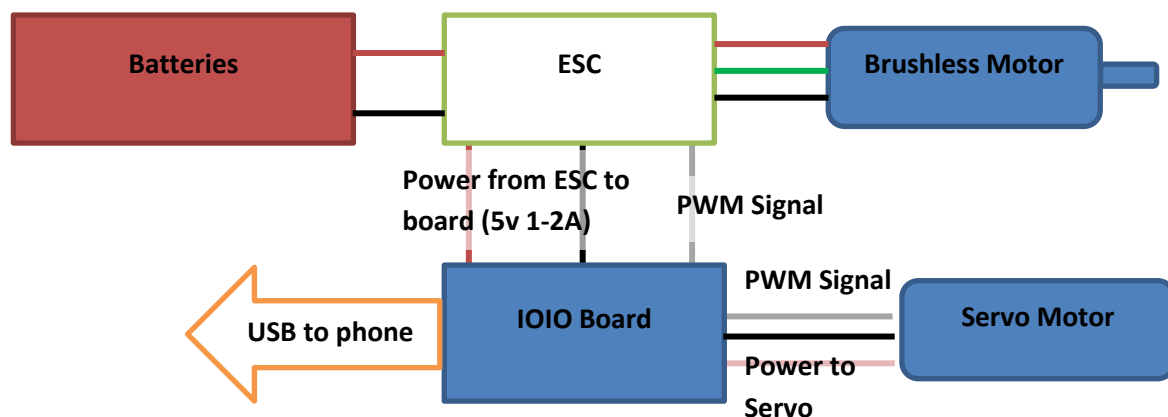 Batteries
ESC
Brushless Motor
Power from ESC to
board (5v 1-2A)
PWM Signal
USB to phone
IOIO Board
PWM Signal
Servo Motor
Power to
Servo